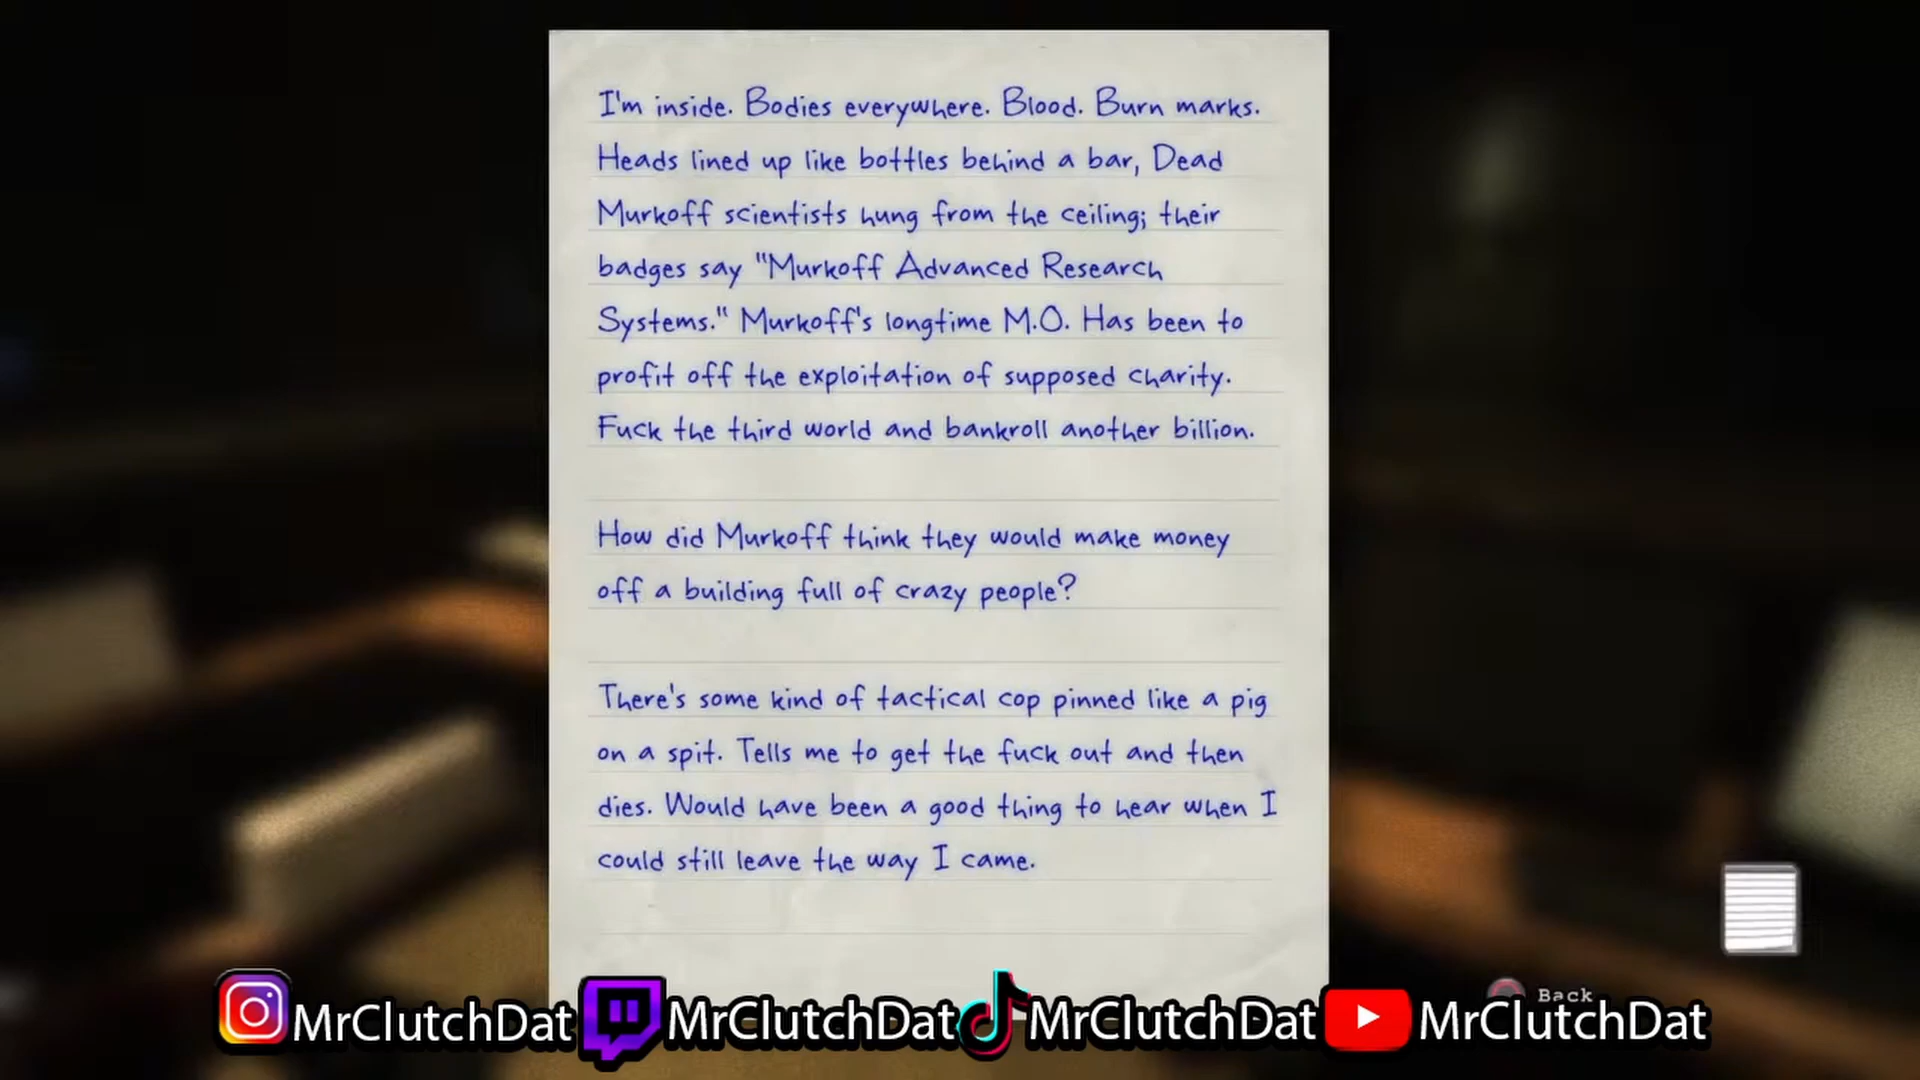 I'm inside. Bodies everywhere. Blood. Burn marks.
Heads lined up like bottles behind a bar, Dead
Murkoff scientists hung from the ceiling; their
badges say "Murkoff Advanced Research
Systems." Murkoff's longtime M.O. Has been to
profit off the exploitation of supposed charity.
Fuck the third world and bankroll another billion.
How did Murkoff think they would make money
off a building full of crazy people?
There's some kind of tactical cop pinned like a pig
on a spit. Tells me to get the fuck out and then
dies. Would have been a good thing to hear when I
could still leave the way I came.
Back
MrClutchDat MrClutchDat MrClutchDat MrClutchDat